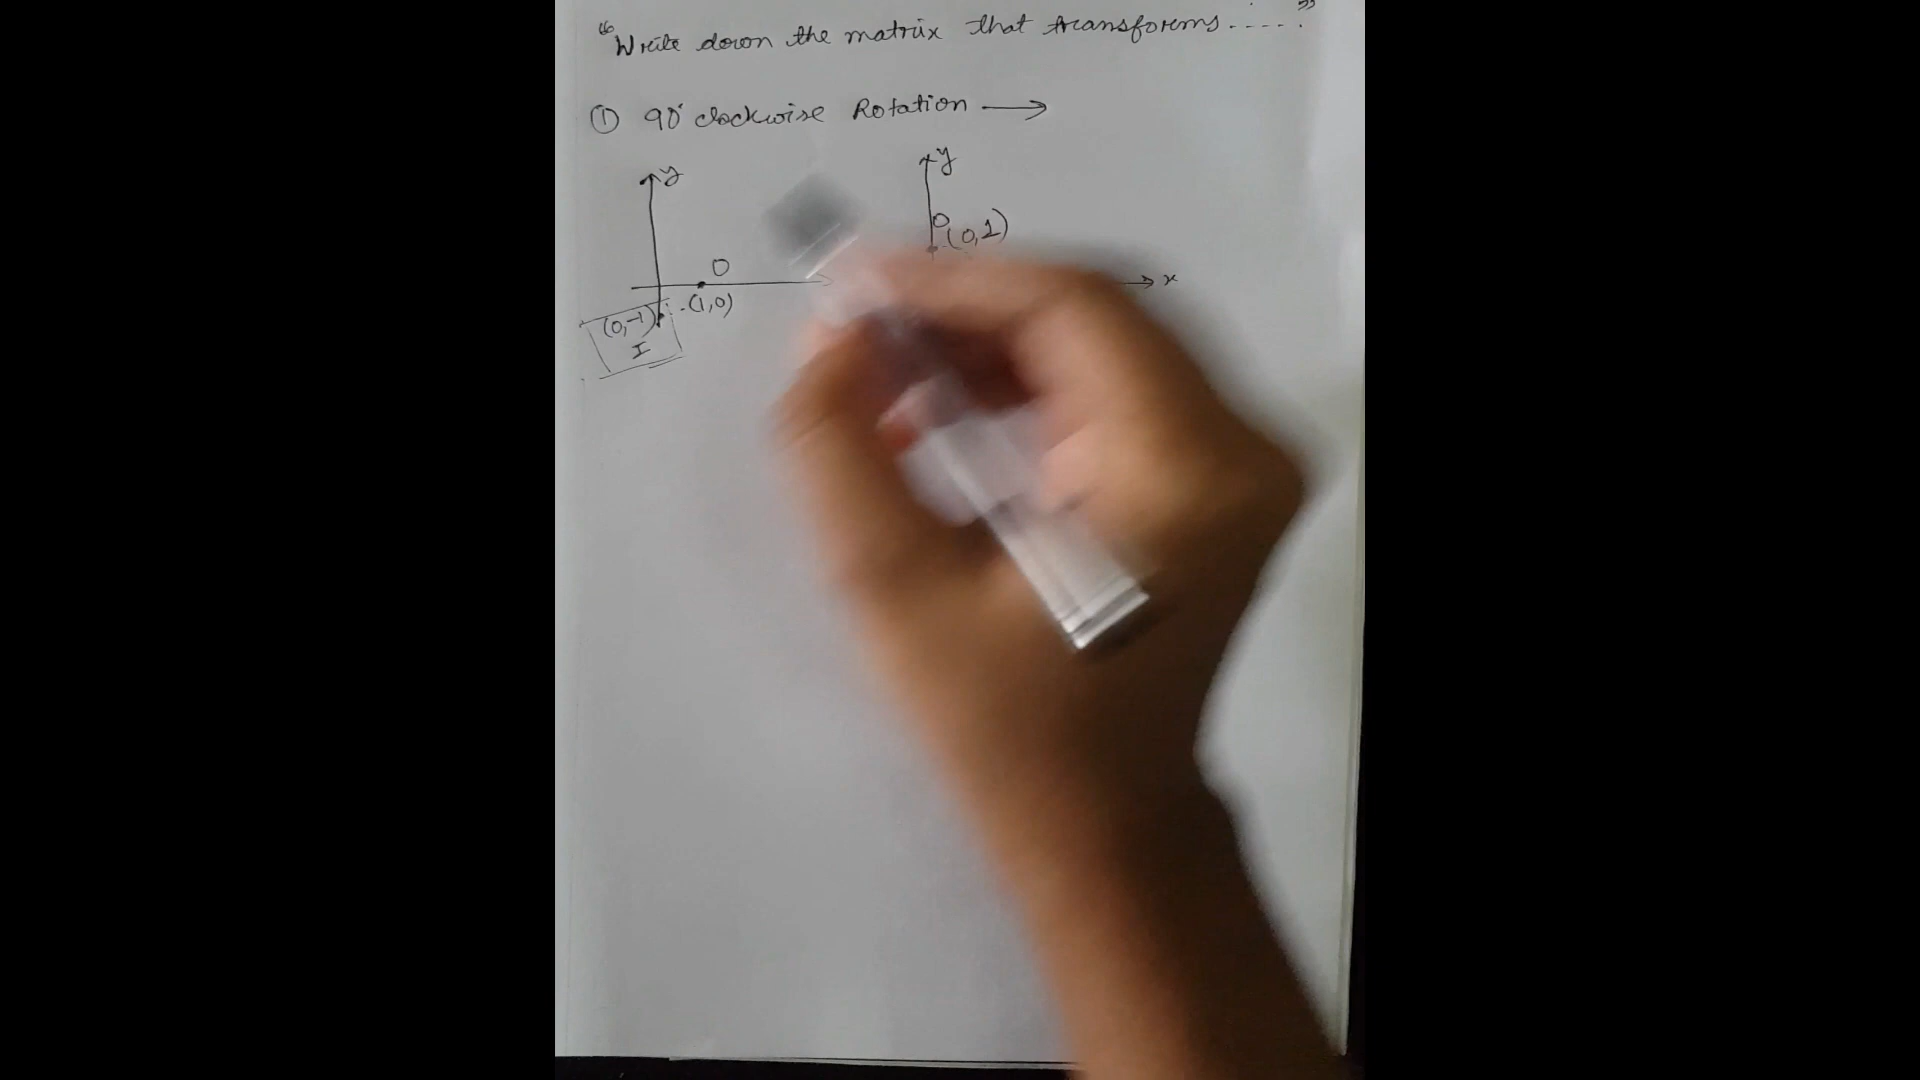 “Write down the matrix that transforms.....”
① 90° clockwise Rotation →
y
y
O
(0,1)
O
x
(1,0)
(0,-1)
I